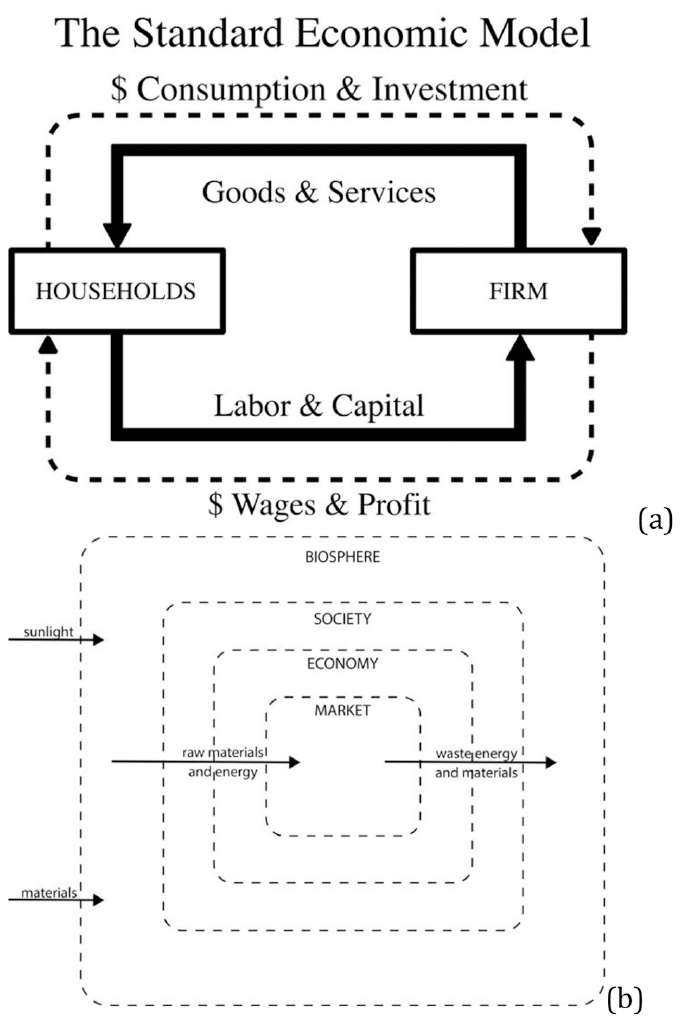 The Standard Economic Model
$ Consumption & Investment
Goods & Services
HOUSEHOLDS
FIRM
Labor & Capital
$ Wages & Profit
(a)
BIOSPHERE
SOCIETY
sunlight
ECONOMY
MARKET
raw materials
and energy
waste energy
and materials
materials
(b)